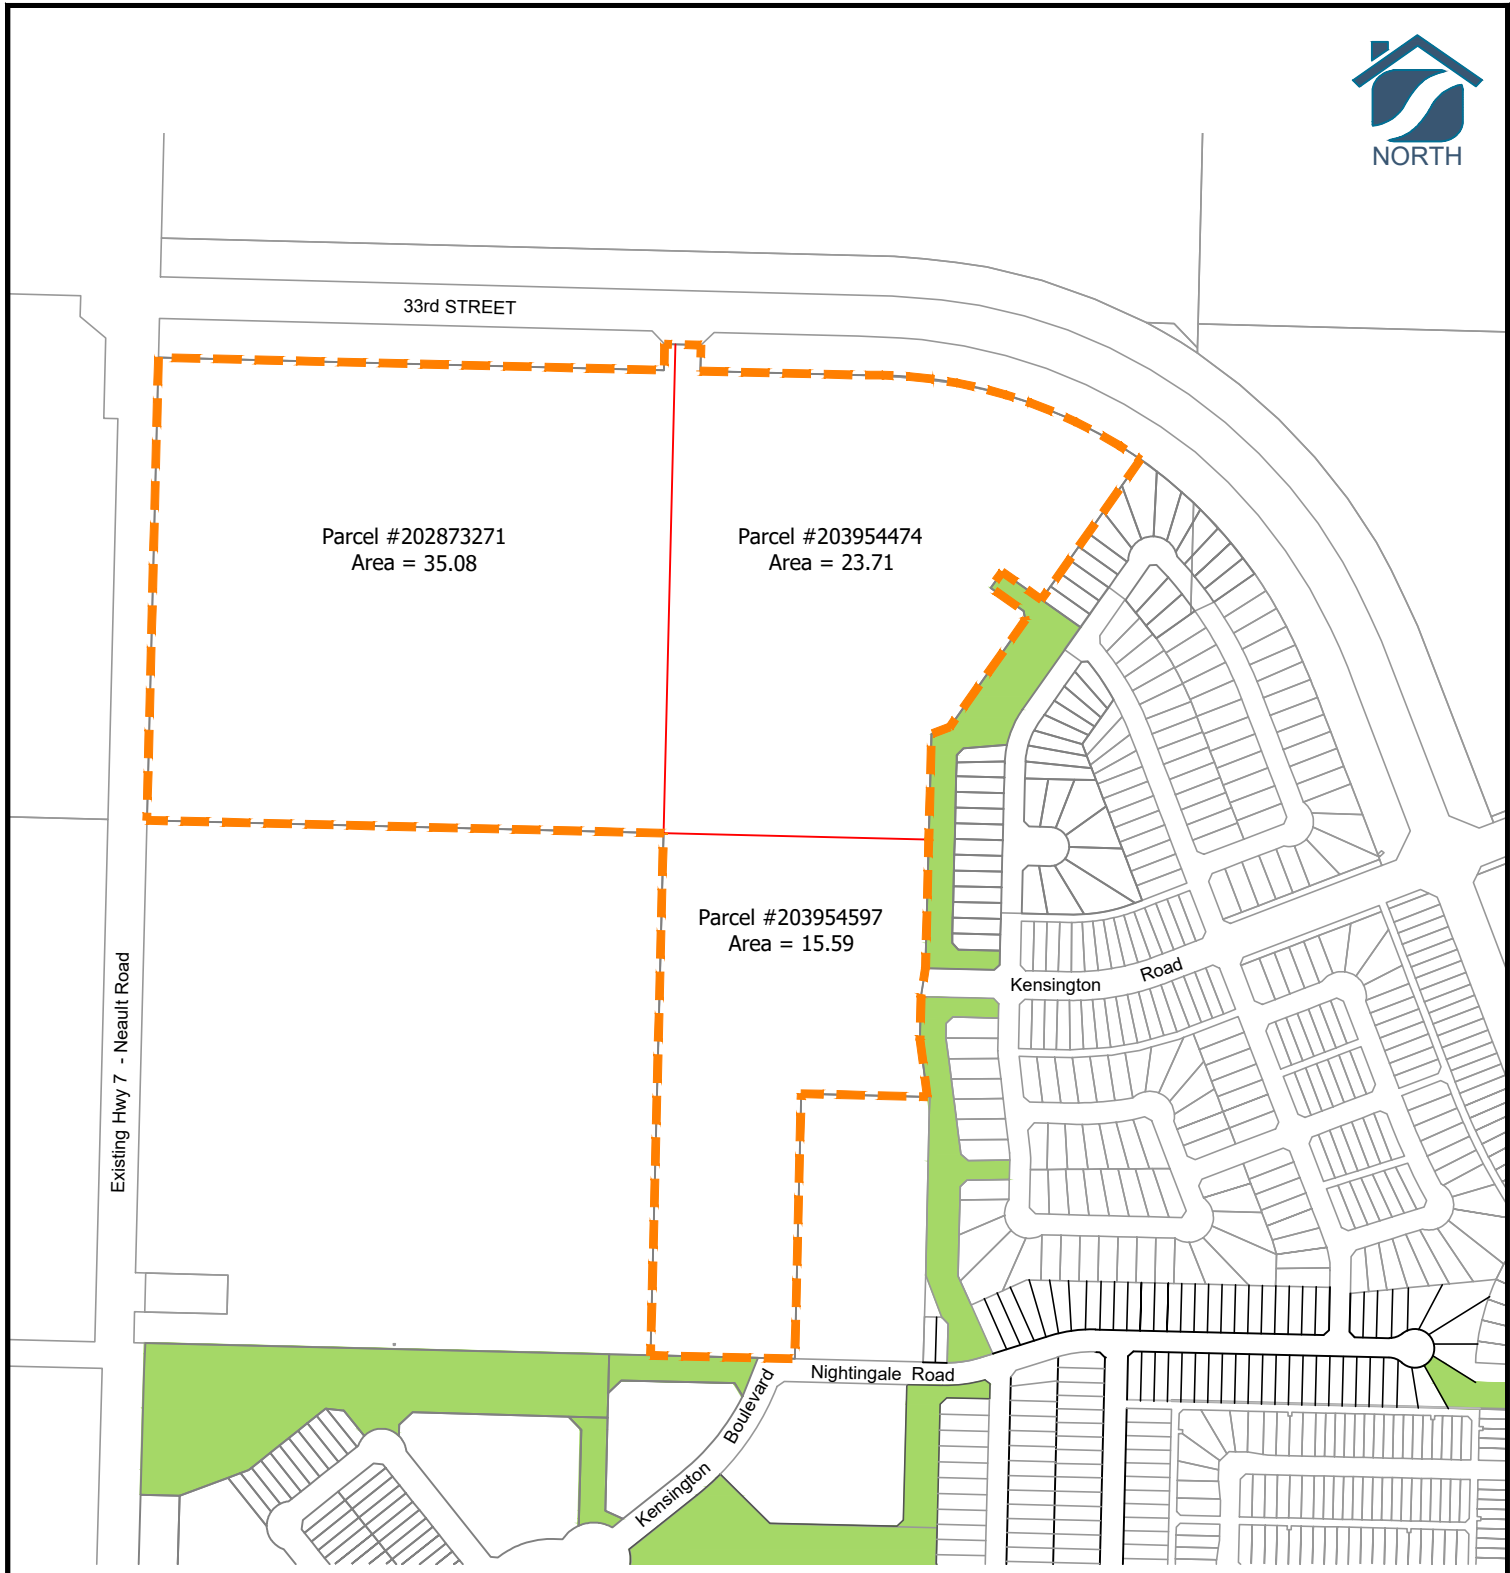 NORTH
33rd STREET
Parcel #202873271
Area = 35.08
Parcel #203954474
Area = 23.71
Parcel #203954597
Area = 15.59
Existing Hwy 7 - Neault Road
Kensington Road
Nightingale Road
Kensington Boulevard